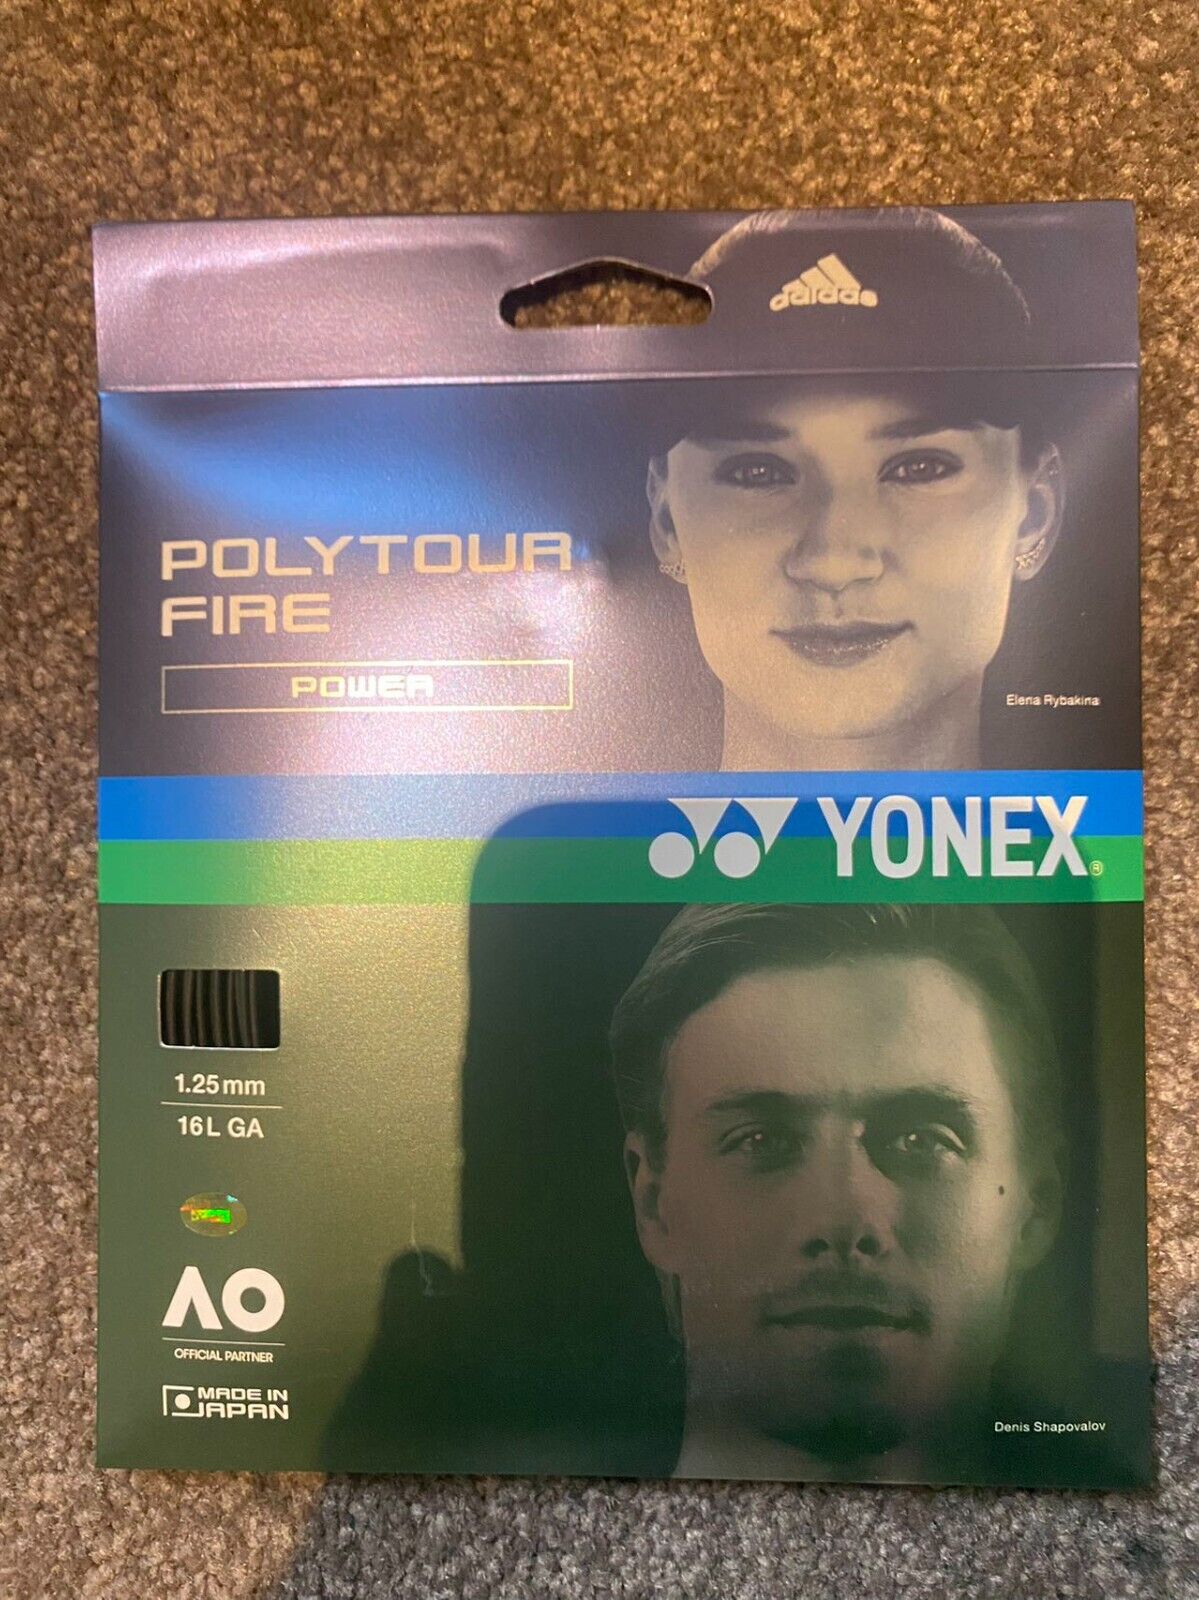 adidas
POLYTOUR
FIRE
POWER
Elena Rybakina
YONEX®
1.25mm
16L GA
AO
OFFICIAL PARTNER
MADE IN
JAPAN
Denis Shapovalov